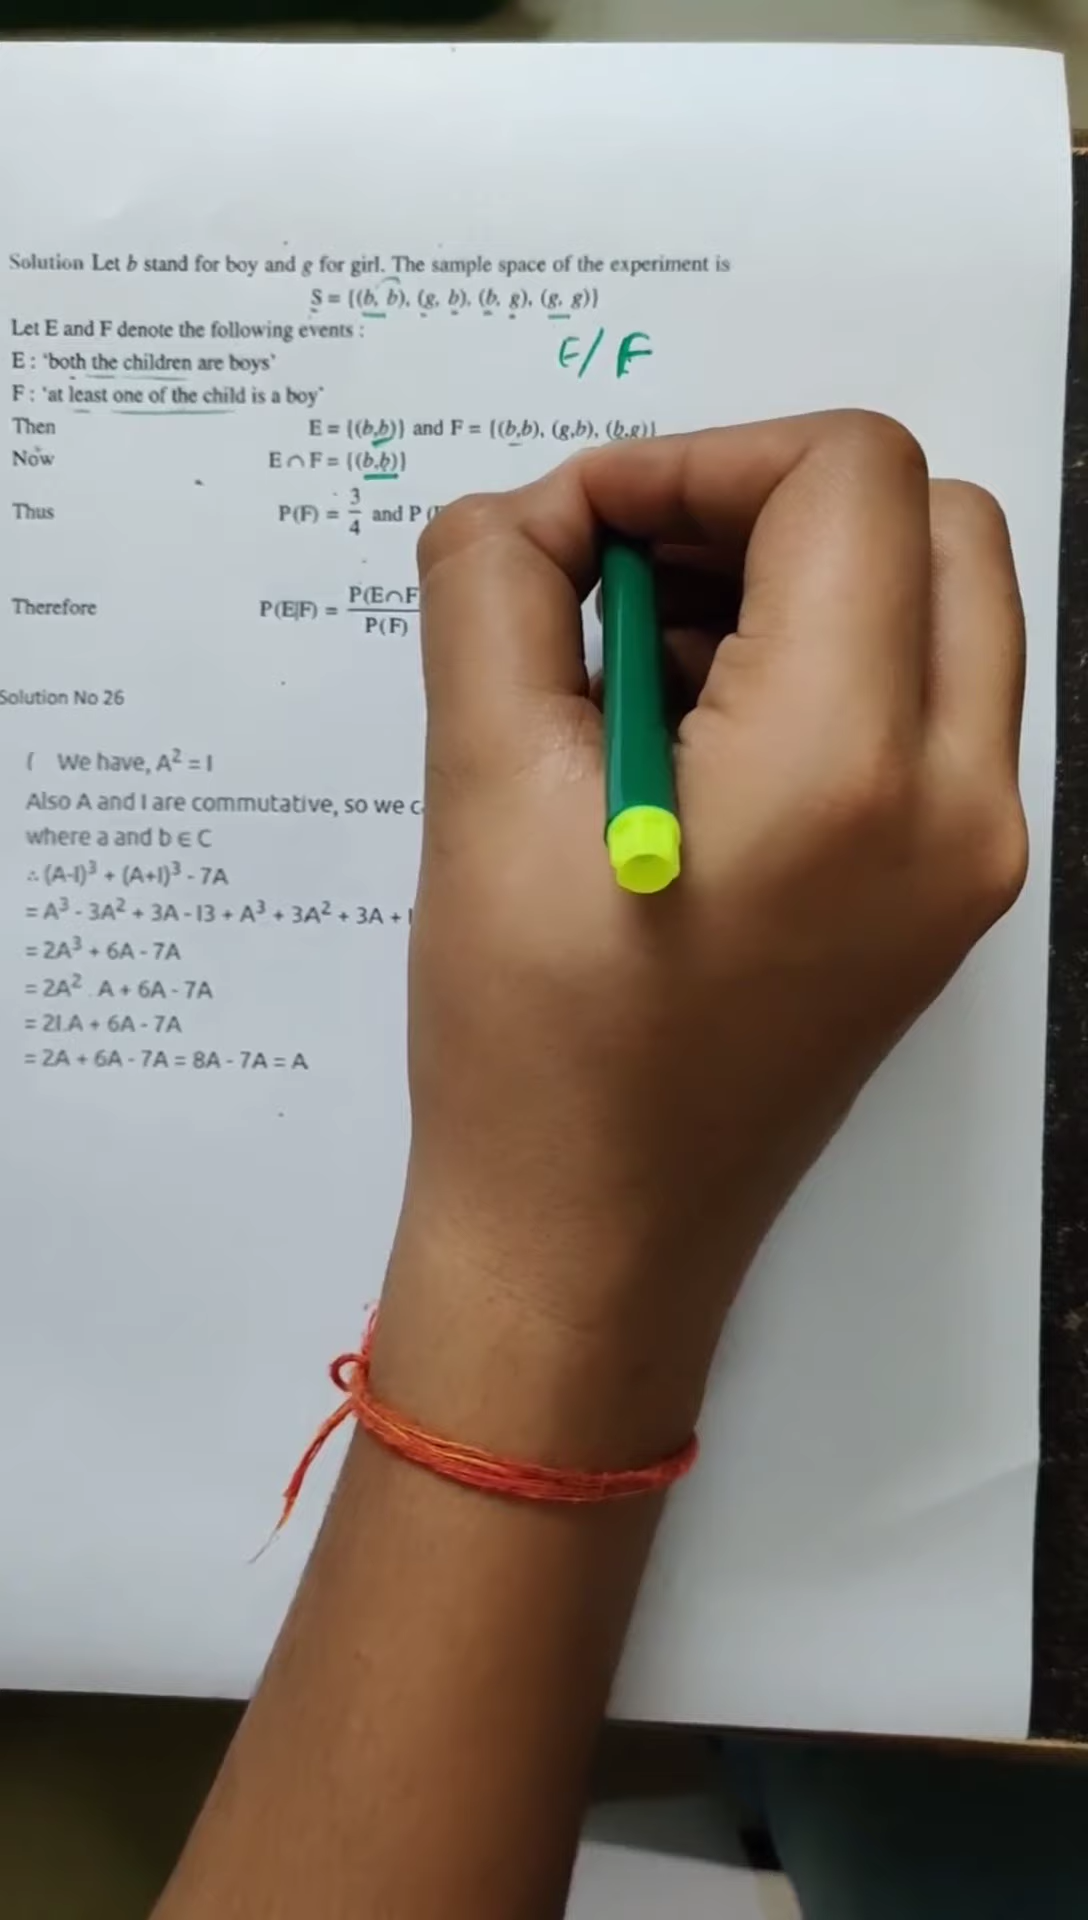 Solution Let b stand for boy and g for girl. The sample space of the experiment is
S = {(b, b), (g, b), (b, g), (g, g)}
Let E and F denote the following events :
E/F
E : 'both the children are boys'
F : 'at least one of the child is a boy'
Then E = {(b,b)} and F = {(b,b), (g,b), (b,g)}
Now E∩F = {(b,b)}
Thus P(F) = 3/4 and P (
Therefore P(E|F) = P(E∩F / P(F)
Solution No 26
( We have, A² = I
Also A and I are commutative, so we
where a and b ∈ C
∴ (A-I)³ + (A+I)³ - 7A
= A³ - 3A² + 3A - I3 + A³ + 3A² + 3A +
= 2A³ + 6A - 7A
= 2A² . A + 6A - 7A
= 2I.A + 6A - 7A
= 2A + 6A - 7A = 8A - 7A = A